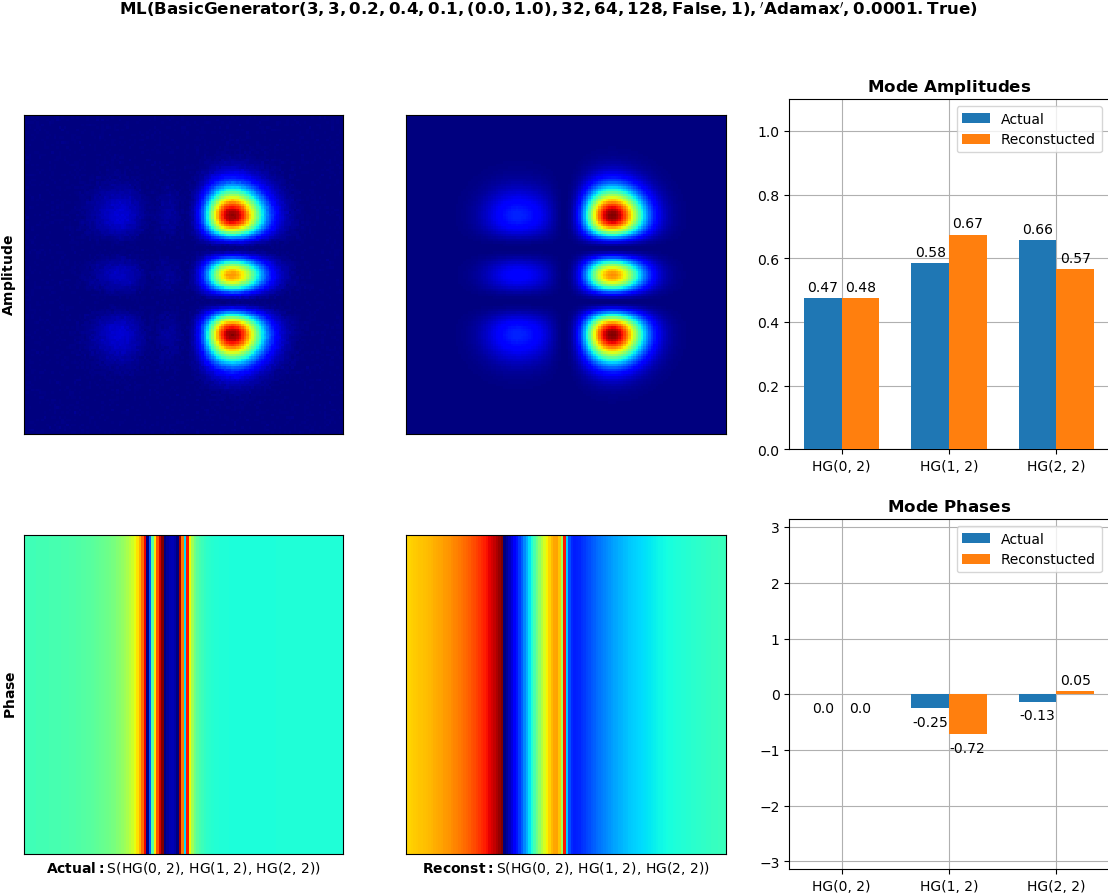 ML(BasicGenerator(3, 3, 0.2, 0.4, 0.1, (0.0, 1.0), 32, 64, 128, False, 1), ′Adamax′, 0.0001. True)
Amplitude
Mode Amplitudes
Actual
Reconstucted
1.0
0.8
0.6
0.4
0.2
0.0
0.47
0.48
0.58
0.67
0.66
0.57
HG(0, 2)
HG(1, 2)
HG(2, 2)
Phase
Actual: S(HG(0, 2), HG(1, 2), HG(2, 2))
Reconst: S(HG(0, 2), HG(1, 2), HG(2, 2))
Mode Phases
Actual
Reconstucted
3
2
1
0
−1
−2
−3
0.0
0.0
-0.25
-0.72
-0.13
0.05
HG(0, 2)
HG(1, 2)
HG(2, 2)